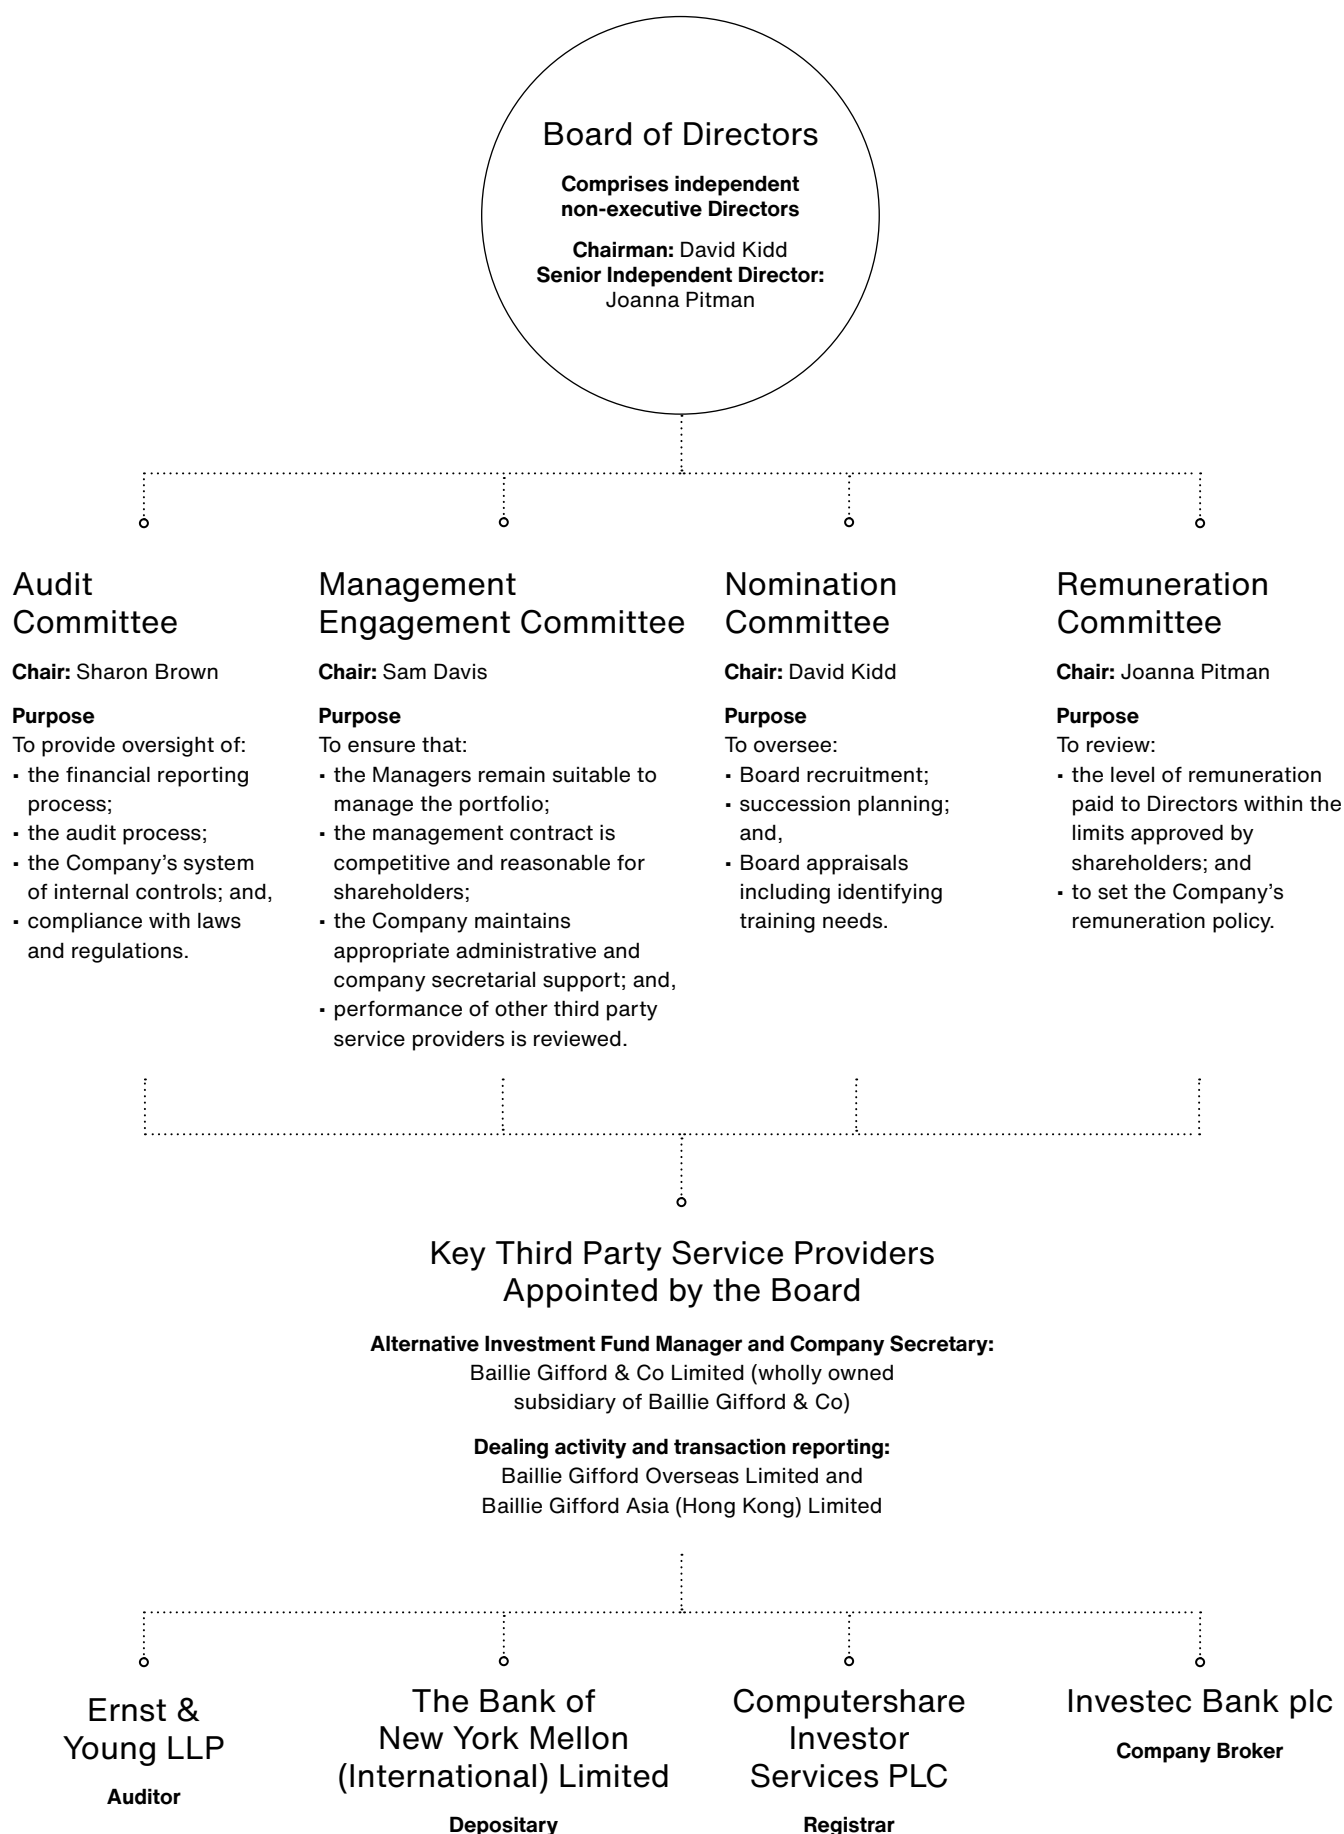 Board of Directors
Comprises independent
non-executive Directors
Chairman: David Kidd
Senior Independent Director:
Joanna Pitman
Audit
Committee
Chair: Sharon Brown
Purpose
To provide oversight of:
▪ the financial reporting
process;
▪ the audit process;
▪ the Company’s system
of internal controls; and,
▪ compliance with laws
and regulations.
Management
Engagement Committee
Chair: Sam Davis
Purpose
To ensure that:
▪ the Managers remain suitable to
manage the portfolio;
▪ the management contract is
competitive and reasonable for
shareholders;
▪ the Company maintains
appropriate administrative and
company secretarial support; and,
▪ performance of other third party
service providers is reviewed.
Nomination
Committee
Chair: David Kidd
Purpose
To oversee:
▪ Board recruitment;
▪ succession planning;
and,
▪ Board appraisals
including identifying
training needs.
Remuneration
Committee
Chair: Joanna Pitman
Purpose
To review:
▪ the level of remuneration
paid to Directors within the
limits approved by
shareholders; and
▪ to set the Company’s
remuneration policy.
Key Third Party Service Providers
Appointed by the Board
Alternative Investment Fund Manager and Company Secretary:
Baillie Gifford & Co Limited (wholly owned
subsidiary of Baillie Gifford & Co)
Dealing activity and transaction reporting:
Baillie Gifford Overseas Limited and
Baillie Gifford Asia (Hong Kong) Limited
Ernst &
Young LLP
Auditor
The Bank of
New York Mellon
(International) Limited
Depositary
Computershare
Investor
Services PLC
Registrar
Investec Bank plc
Company Broker